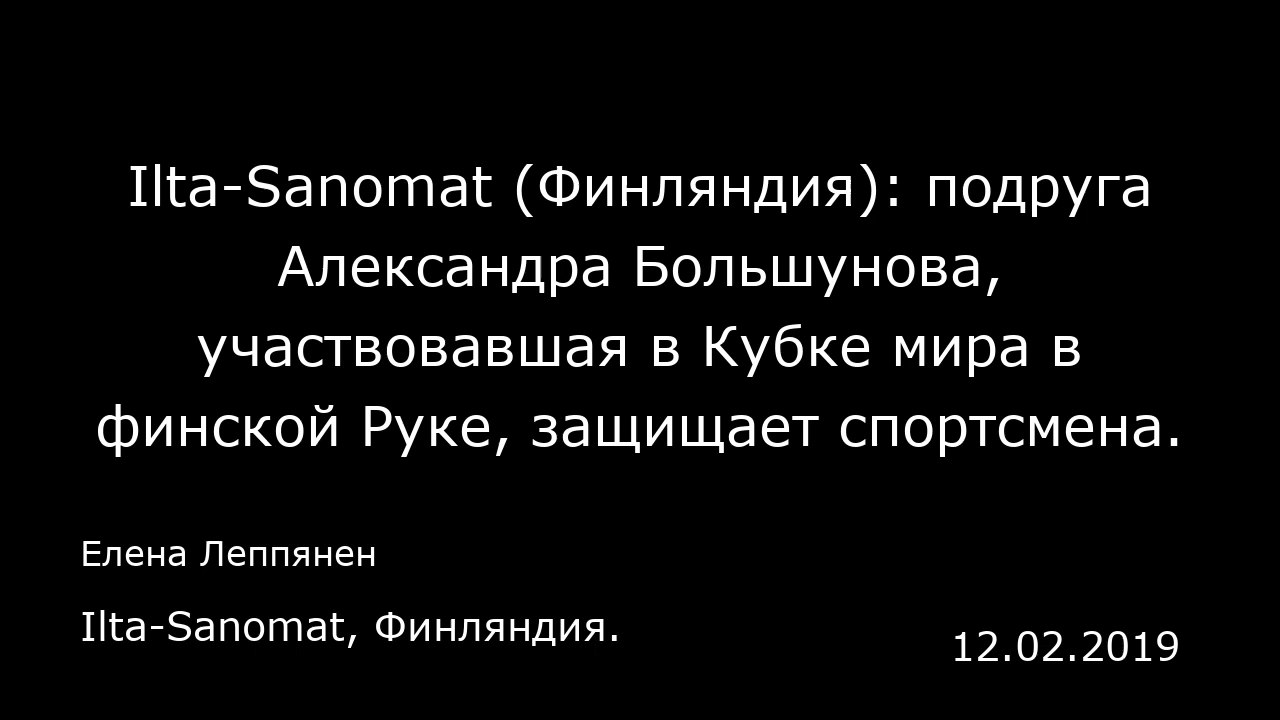 Ilta-Sanomat (Финляндия): подруга
Александра Большунова,
участвовавшая в Кубке мира в
финской Руке, защищает спортсмена.
Елена Леппянен
Ilta-Sanomat, Финляндия.
12.02.2019